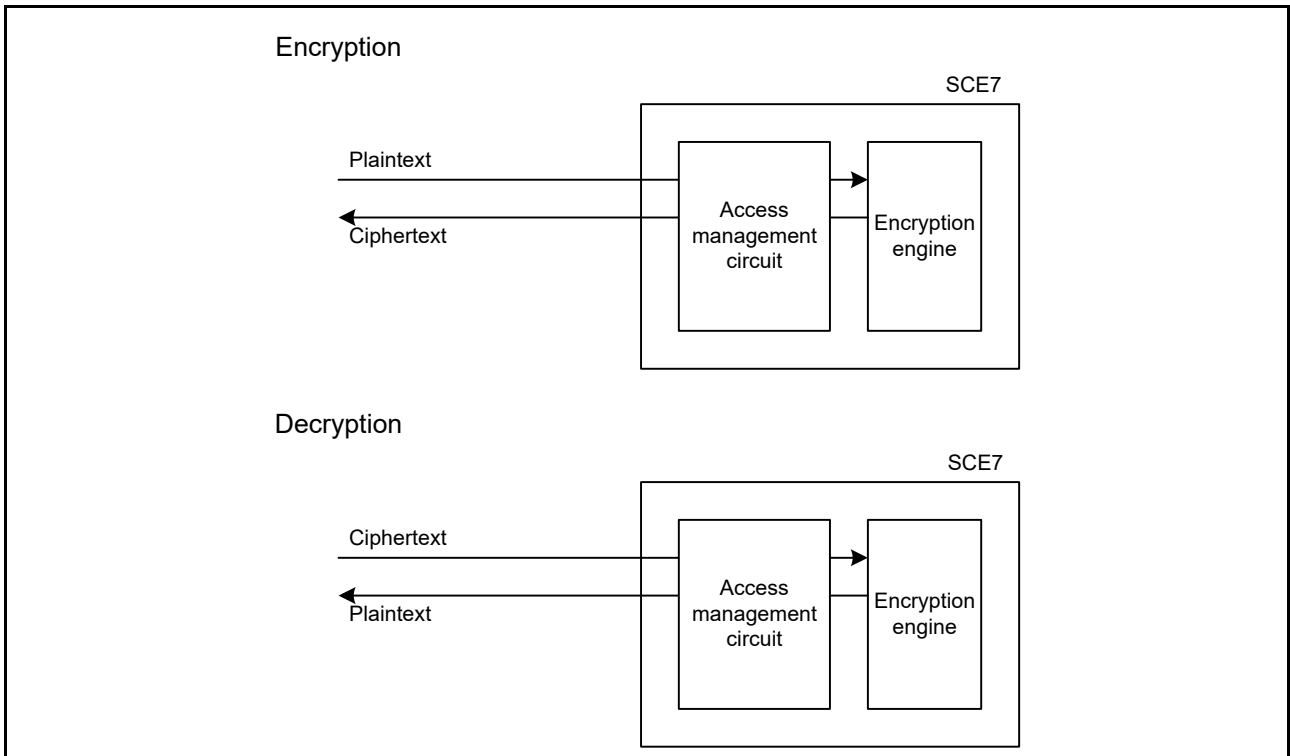 Encryption
SCE7
Plaintext
Ciphertext
Access
management
circuit
Encryption
engine
Decryption
SCE7
Ciphertext
Plaintext
Access
management
circuit
Encryption
engine